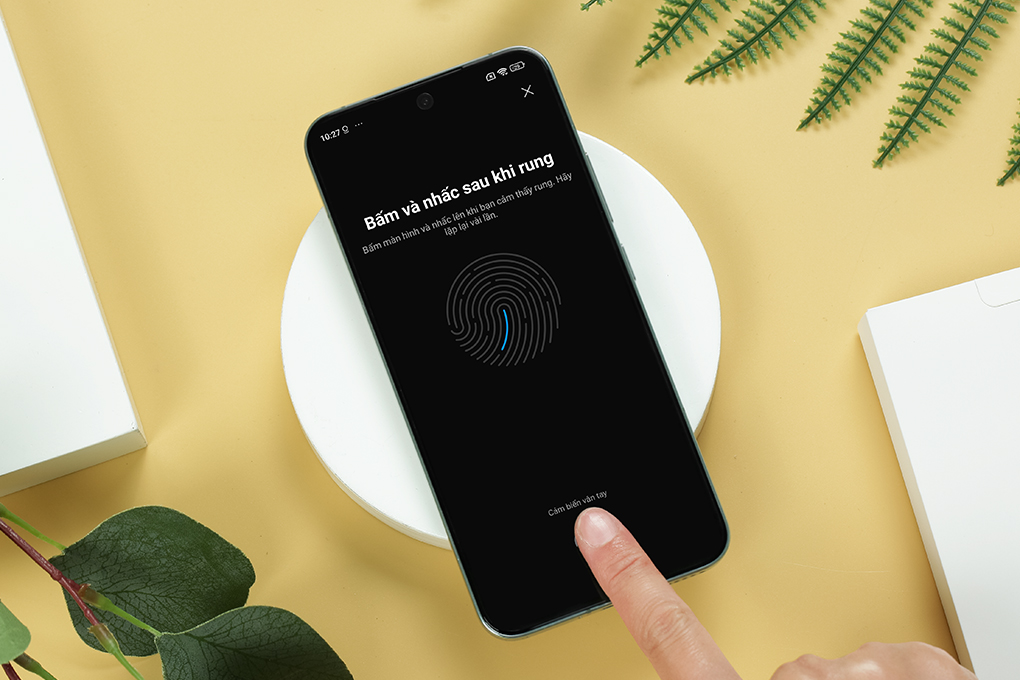 10:27
Bấm và nhấc sau khi rung
Bấm màn hình và nhấc lên khi bạn cảm thấy rung. Hãy
lặp lại vài lần.
Cảm biến vân tay